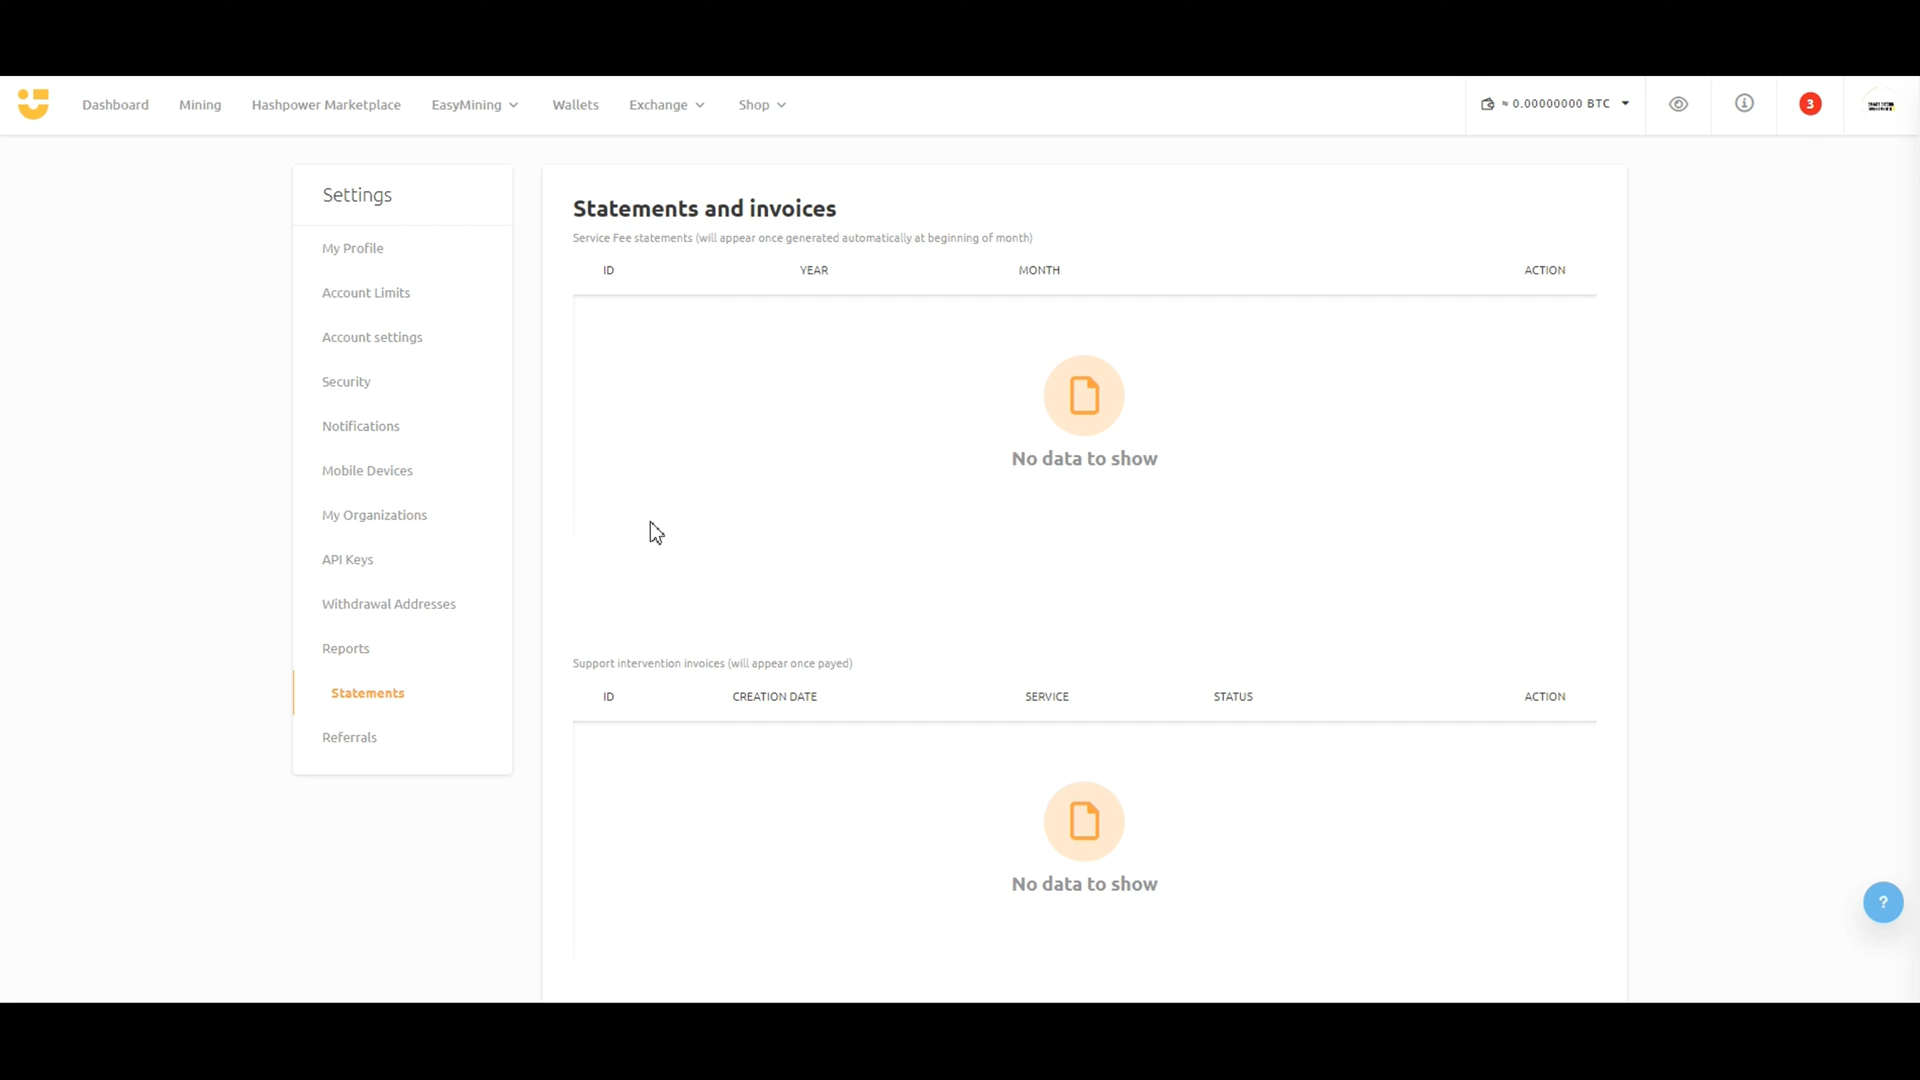 Dashboard Mining Hashpower Marketplace EasyMining Wallets Exchange Shop ≈ 0.00000000 BTC 3
Settings
My Profile
Account Limits
Account settings
Security
Notifications
Mobile Devices
My Organizations
API Keys
Withdrawal Addresses
Reports
Statements
Referrals
Statements and invoices
Service Fee statements (will appear once generated automatically at beginning of month)
ID YEAR MONTH ACTION
No data to show
Support intervention invoices (will appear once payed)
ID CREATION DATE SERVICE STATUS ACTION
No data to show
?